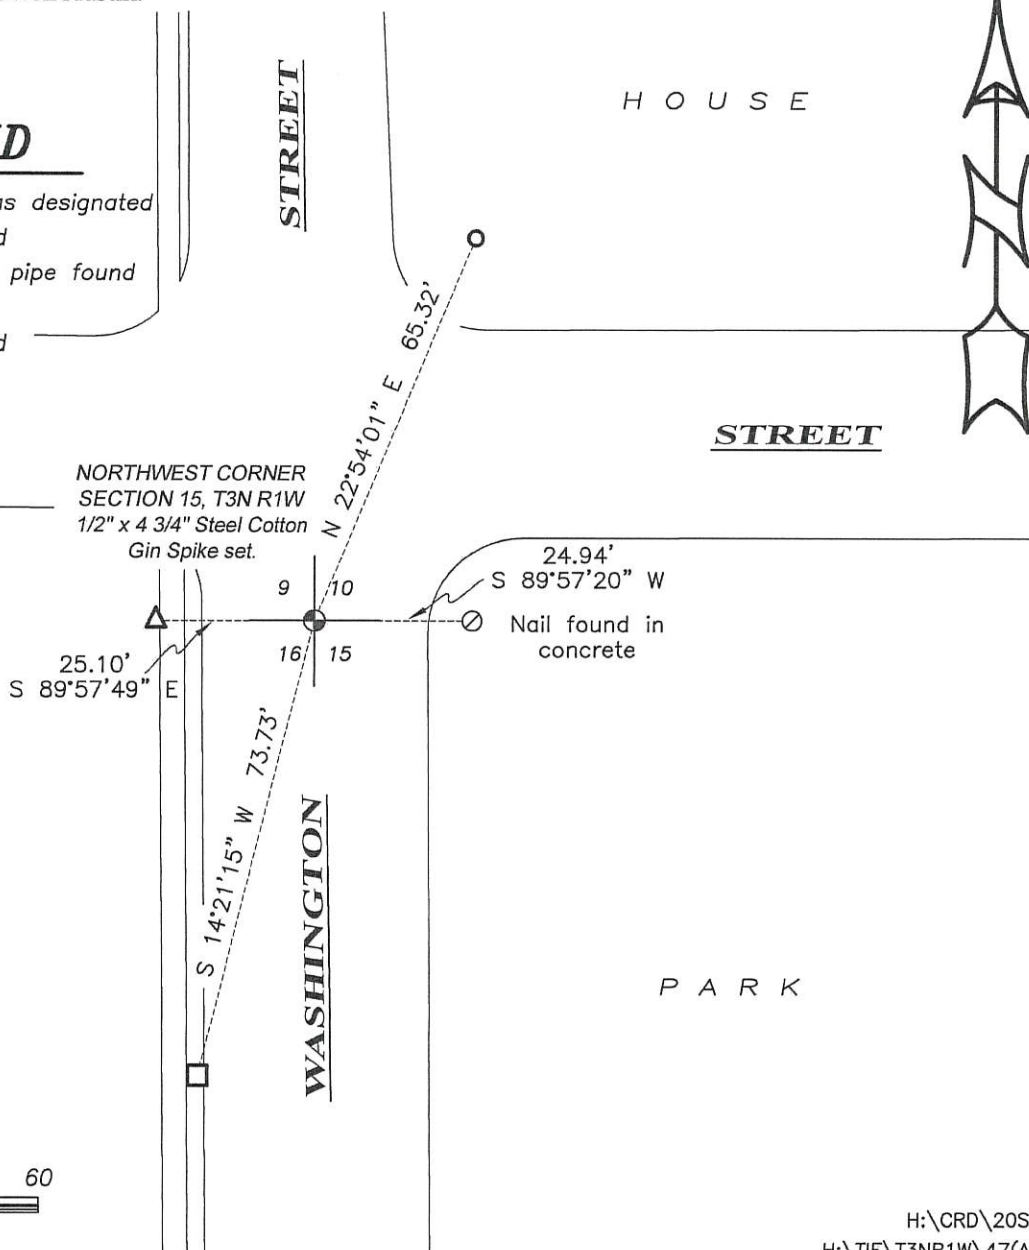 STREET
HOUSE
D
as designated
d
pipe found
d
N 22°54'01" E 65.32'
STREET
NORTHWEST CORNER
SECTION 15, T3N R1W
1/2" x 4 3/4" Steel Cotton
Gin Spike set.
24.94'
S 89°57'20" W
9 10
16 15
Nail found in
concrete
25.10'
S 89°57'49" E
S 14°21'15" W 73.73'
WASHINGTON
PARK
60
H:\CRD\20S